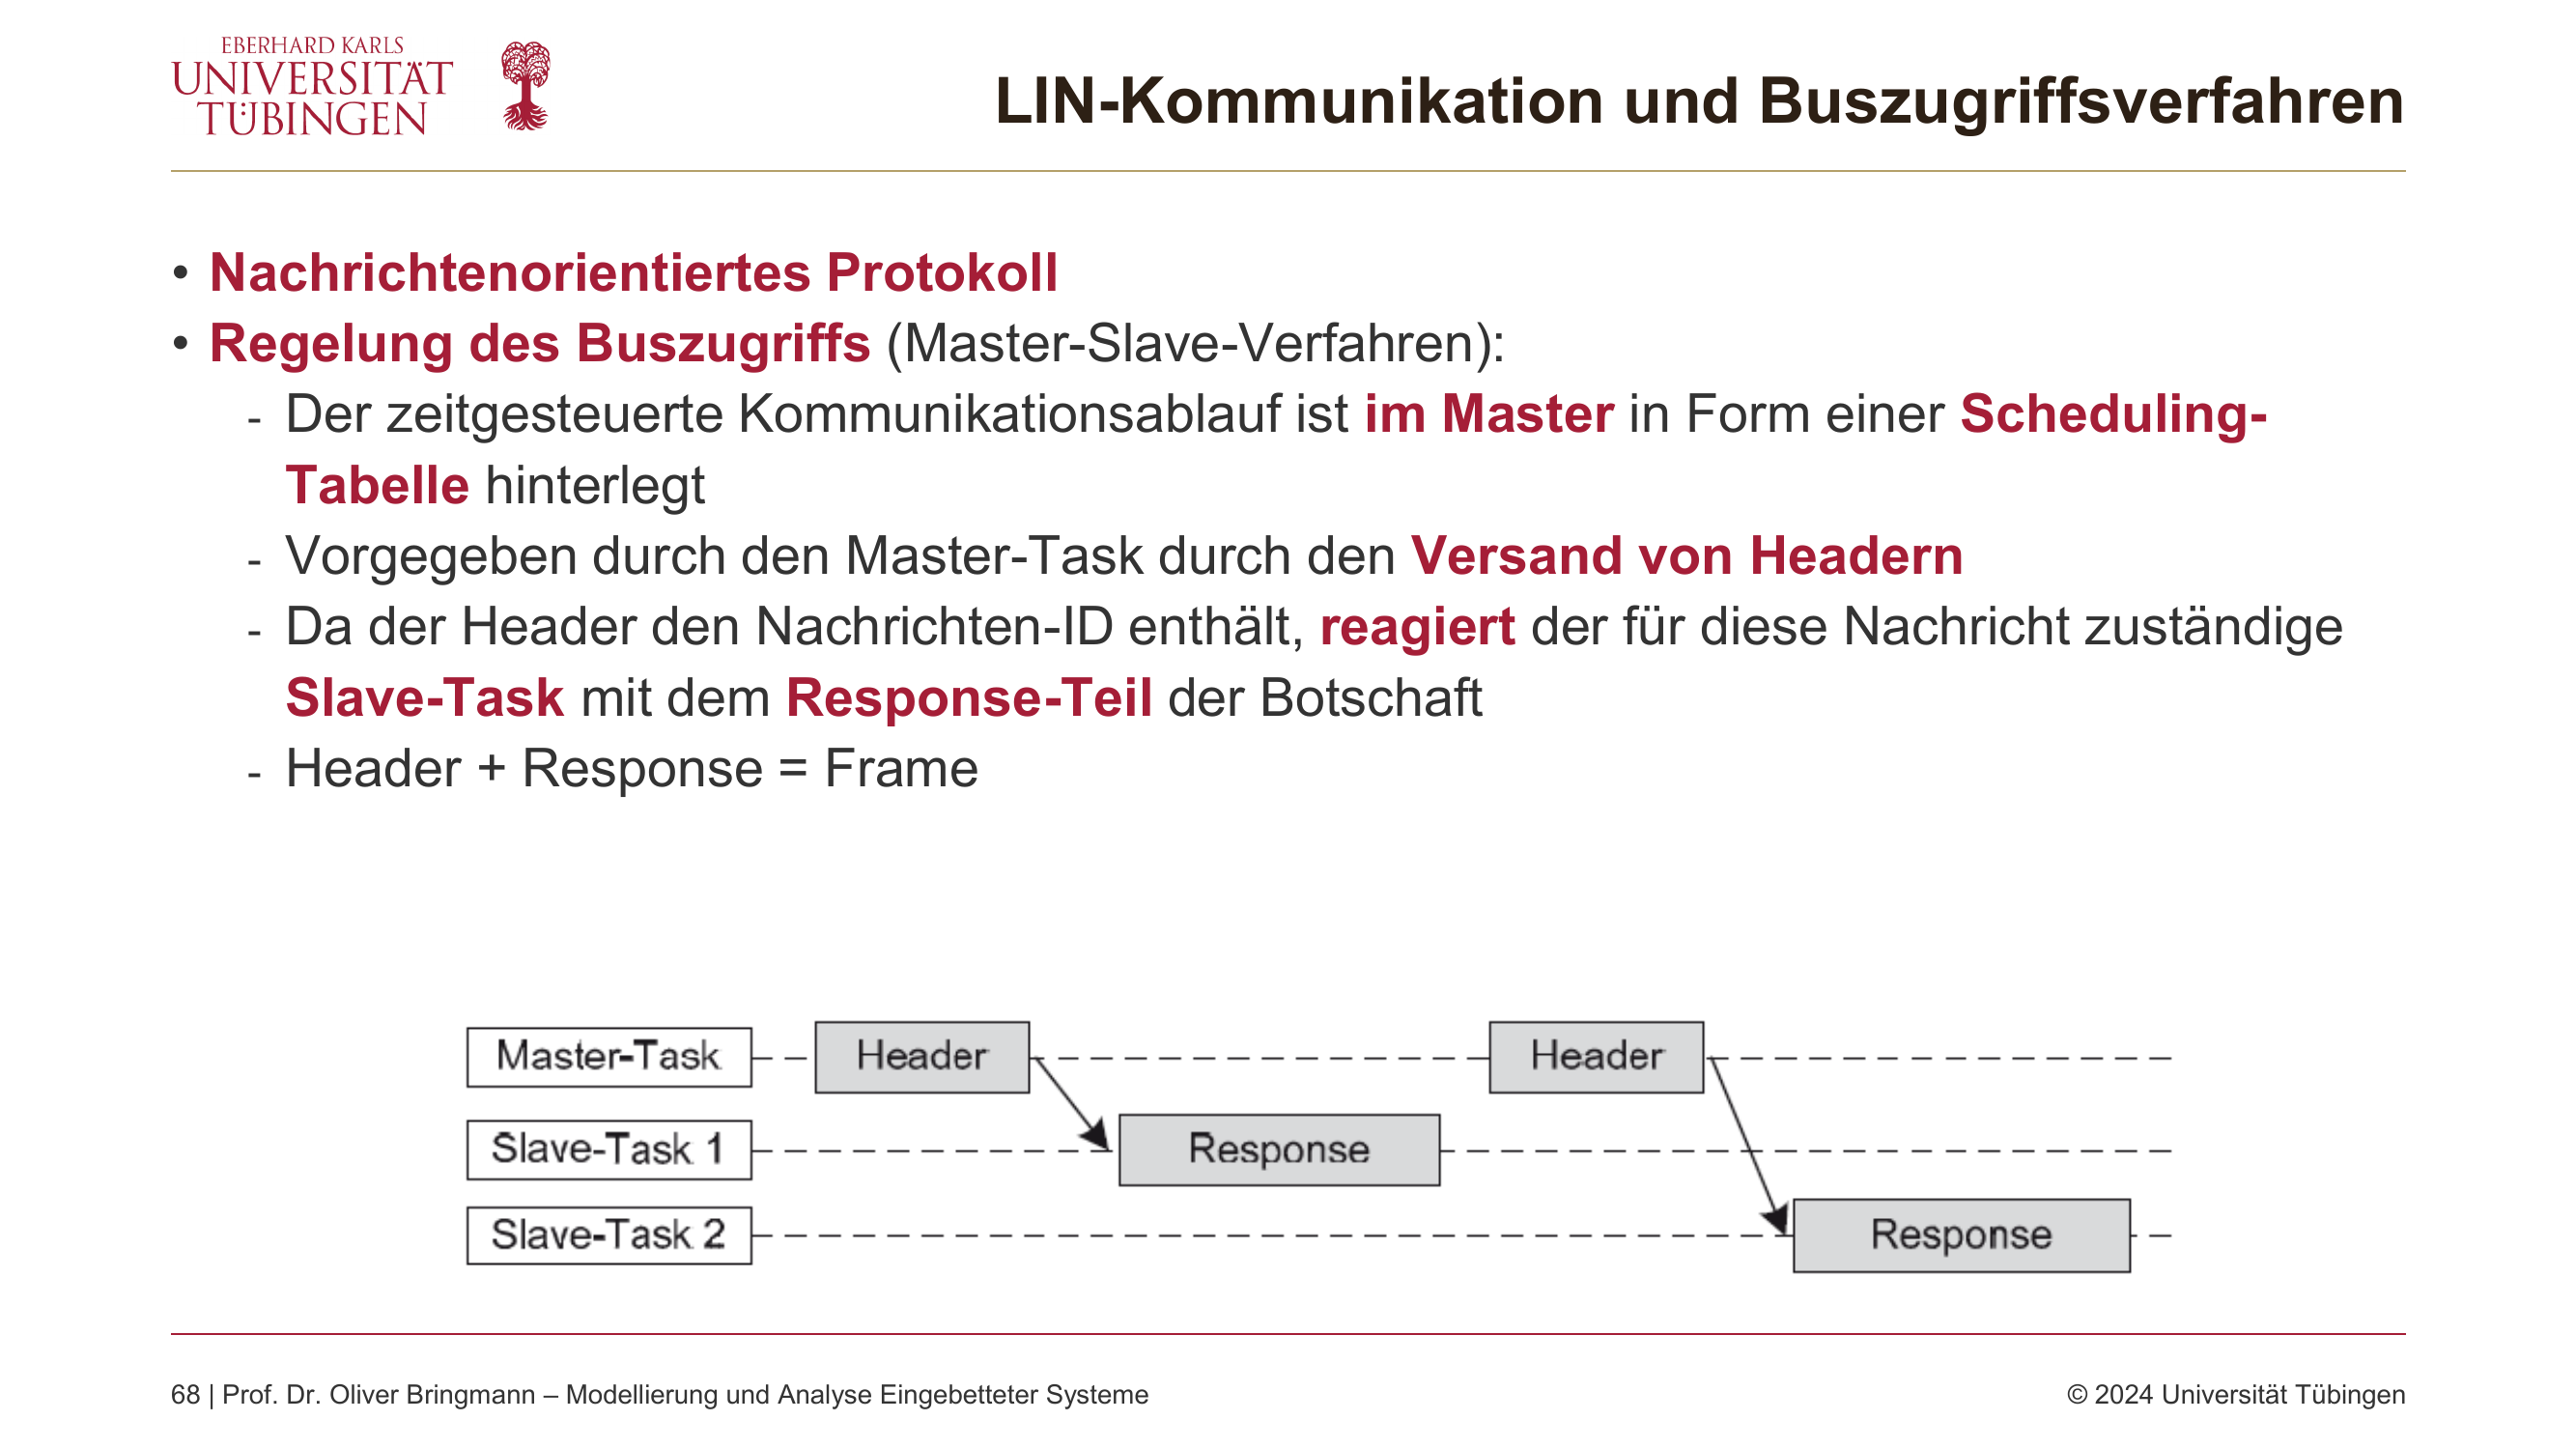 EBERHARD KARLS
UNIVERSITÄT
TÜBINGEN
LIN-Kommunikation und Buszugriffsverfahren
• Nachrichtenorientiertes Protokoll
• Regelung des Buszugriffs (Master-Slave-Verfahren):
- Der zeitgesteuerte Kommunikationsablauf ist im Master in Form einer Scheduling-
Tabelle hinterlegt
- Vorgegeben durch den Master-Task durch den Versand von Headern
- Da der Header den Nachrichten-ID enthält, reagiert der für diese Nachricht zuständige
Slave-Task mit dem Response-Teil der Botschaft
- Header + Response = Frame
Master-Task Header Header
Slave-Task 1 Response
Slave-Task 2 Response
68 | Prof. Dr. Oliver Bringmann – Modellierung und Analyse Eingebetteter Systeme © 2024 Universität Tübingen